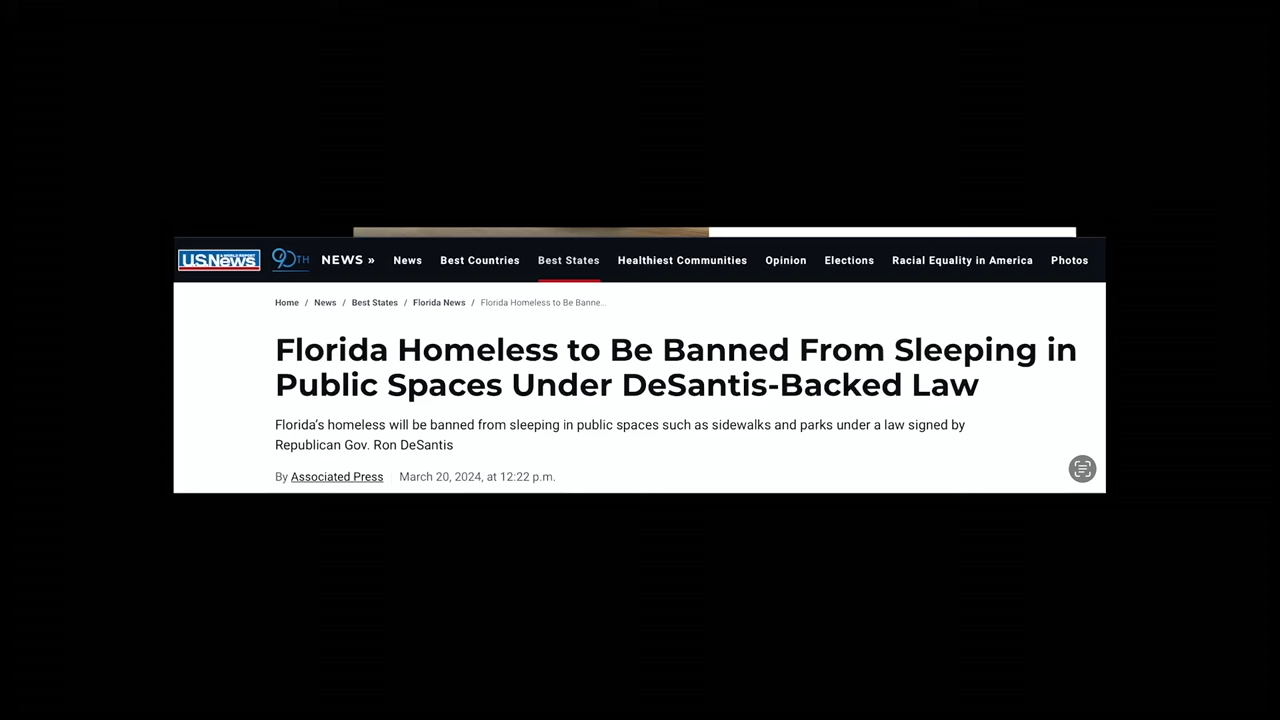 U.S.News 90TH NEWS » News Best Countries Best States Healthiest Communities Opinion Elections Racial Equality in America Photos
Home / News / Best States / Florida News / Florida Homeless to Be Banne...
Florida Homeless to Be Banned From Sleeping in
Public Spaces Under DeSantis-Backed Law
Florida's homeless will be banned from sleeping in public spaces such as sidewalks and parks under a law signed by
Republican Gov. Ron DeSantis
By Associated Press | March 20, 2024, at 12:22 p.m.